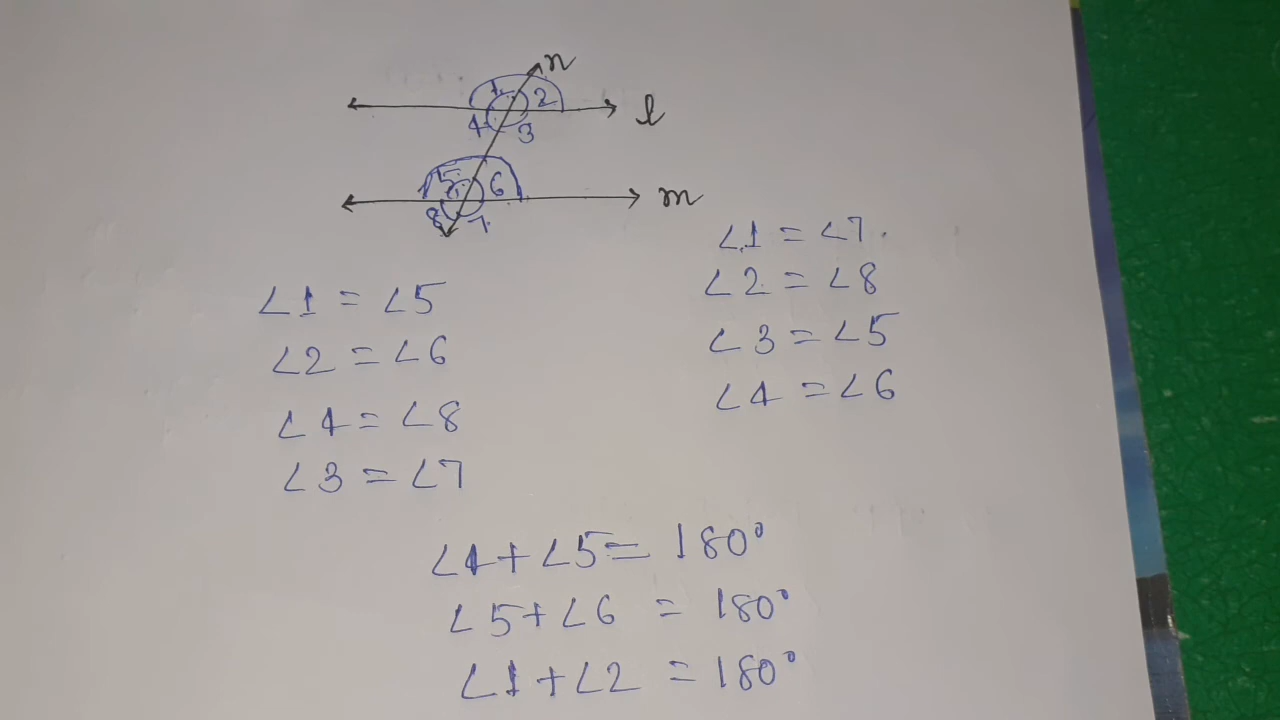 n
1 2
l
4 3
5 6
m
8 7
∠1 = ∠5
∠2 = ∠6
∠4 = ∠8
∠3 = ∠7
∠1 = ∠7.
∠2 = ∠8
∠3 = ∠5
∠4 = ∠6
∠4 + ∠5 = 180°
∠5 + ∠6 = 180°
∠1 + ∠2 = 180°